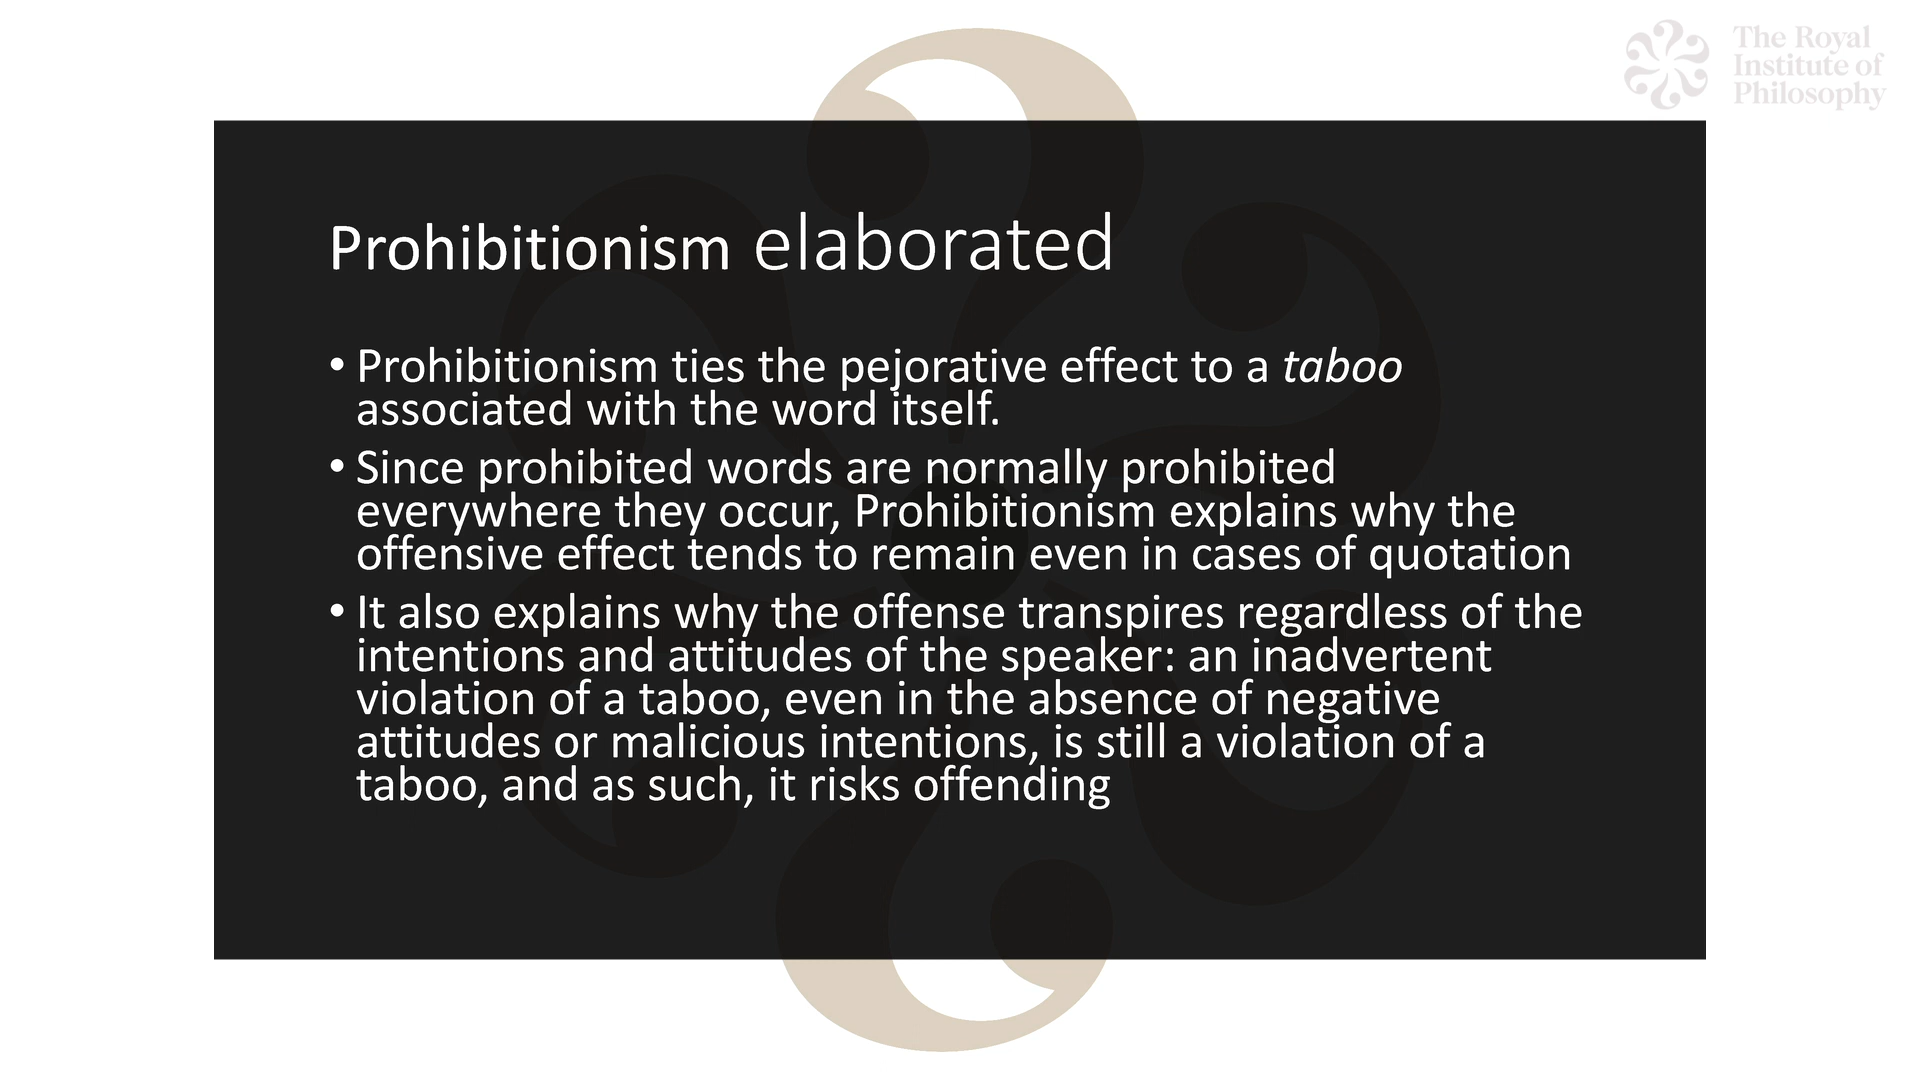 The Royal
Institute of
Philosophy
Prohibitionism elaborated
• Prohibitionism ties the pejorative effect to a taboo
associated with the word itself.
• Since prohibited words are normally prohibited
everywhere they occur, Prohibitionism explains why the
offensive effect tends to remain even in cases of quotation
• It also explains why the offense transpires regardless of the
intentions and attitudes of the speaker: an inadvertent
violation of a taboo, even in the absence of negative
attitudes or malicious intentions, is still a violation of a
taboo, and as such, it risks offending